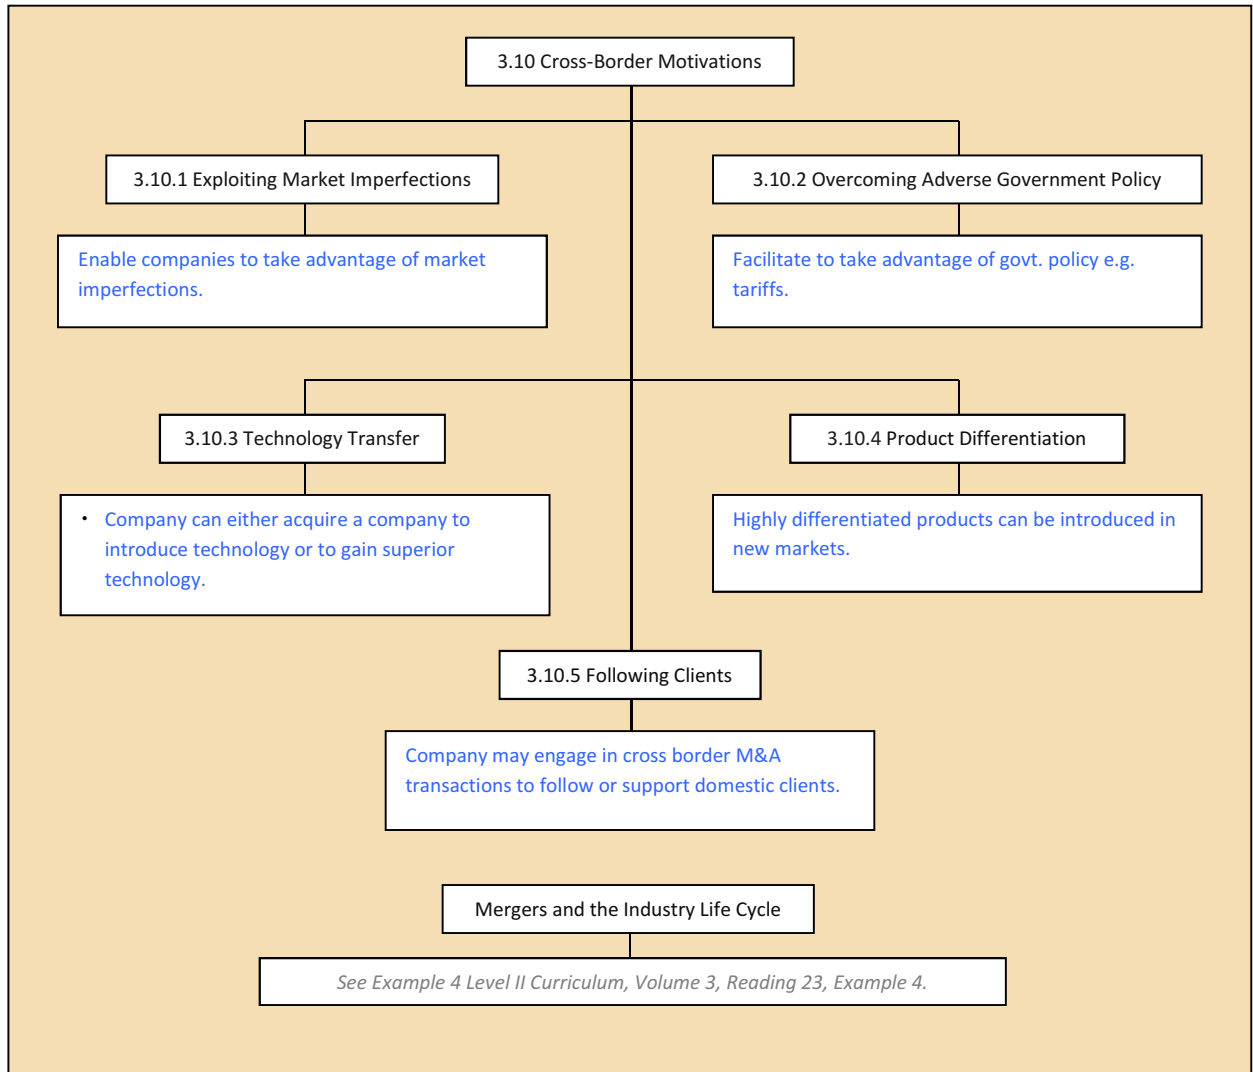 3.10 Cross-Border Motivations
3.10.1 Exploiting Market Imperfections
3.10.2 Overcoming Adverse Government Policy
Enable companies to take advantage of market
imperfections.
Facilitate to take advantage of govt. policy e.g.
tariffs.
3.10.3 Technology Transfer
3.10.4 Product Differentiation
· Company can either acquire a company to
introduce technology or to gain superior
technology.
Highly differentiated products can be introduced in
new markets.
3.10.5 Following Clients
Company may engage in cross border M&A
transactions to follow or support domestic clients.
Mergers and the Industry Life Cycle
See Example 4 Level II Curriculum, Volume 3, Reading 23, Example 4.